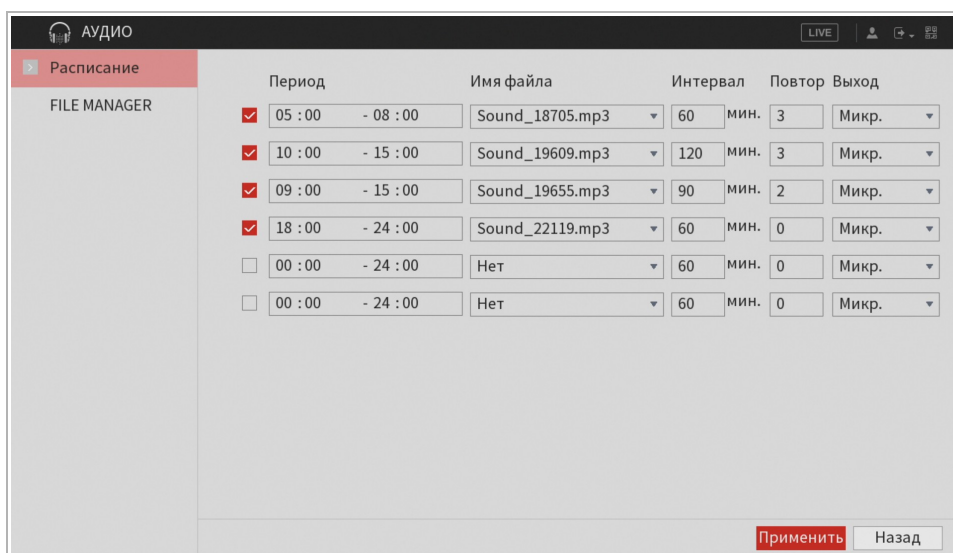 АУДИО LIVE
Расписание
FILE MANAGER
Период Имя файла Интервал Повтор Выход
05 : 00 - 08 : 00 Sound_18705.mp3 60 мин. 3 Микр.
10 : 00 - 15 : 00 Sound_19609.mp3 120 мин. 3 Микр.
09 : 00 - 15 : 00 Sound_19655.mp3 90 мин. 2 Микр.
18 : 00 - 24 : 00 Sound_22119.mp3 60 мин. 0 Микр.
00 : 00 - 24 : 00 Нет 60 мин. 0 Микр.
00 : 00 - 24 : 00 Нет 60 мин. 0 Микр.
Применить Назад